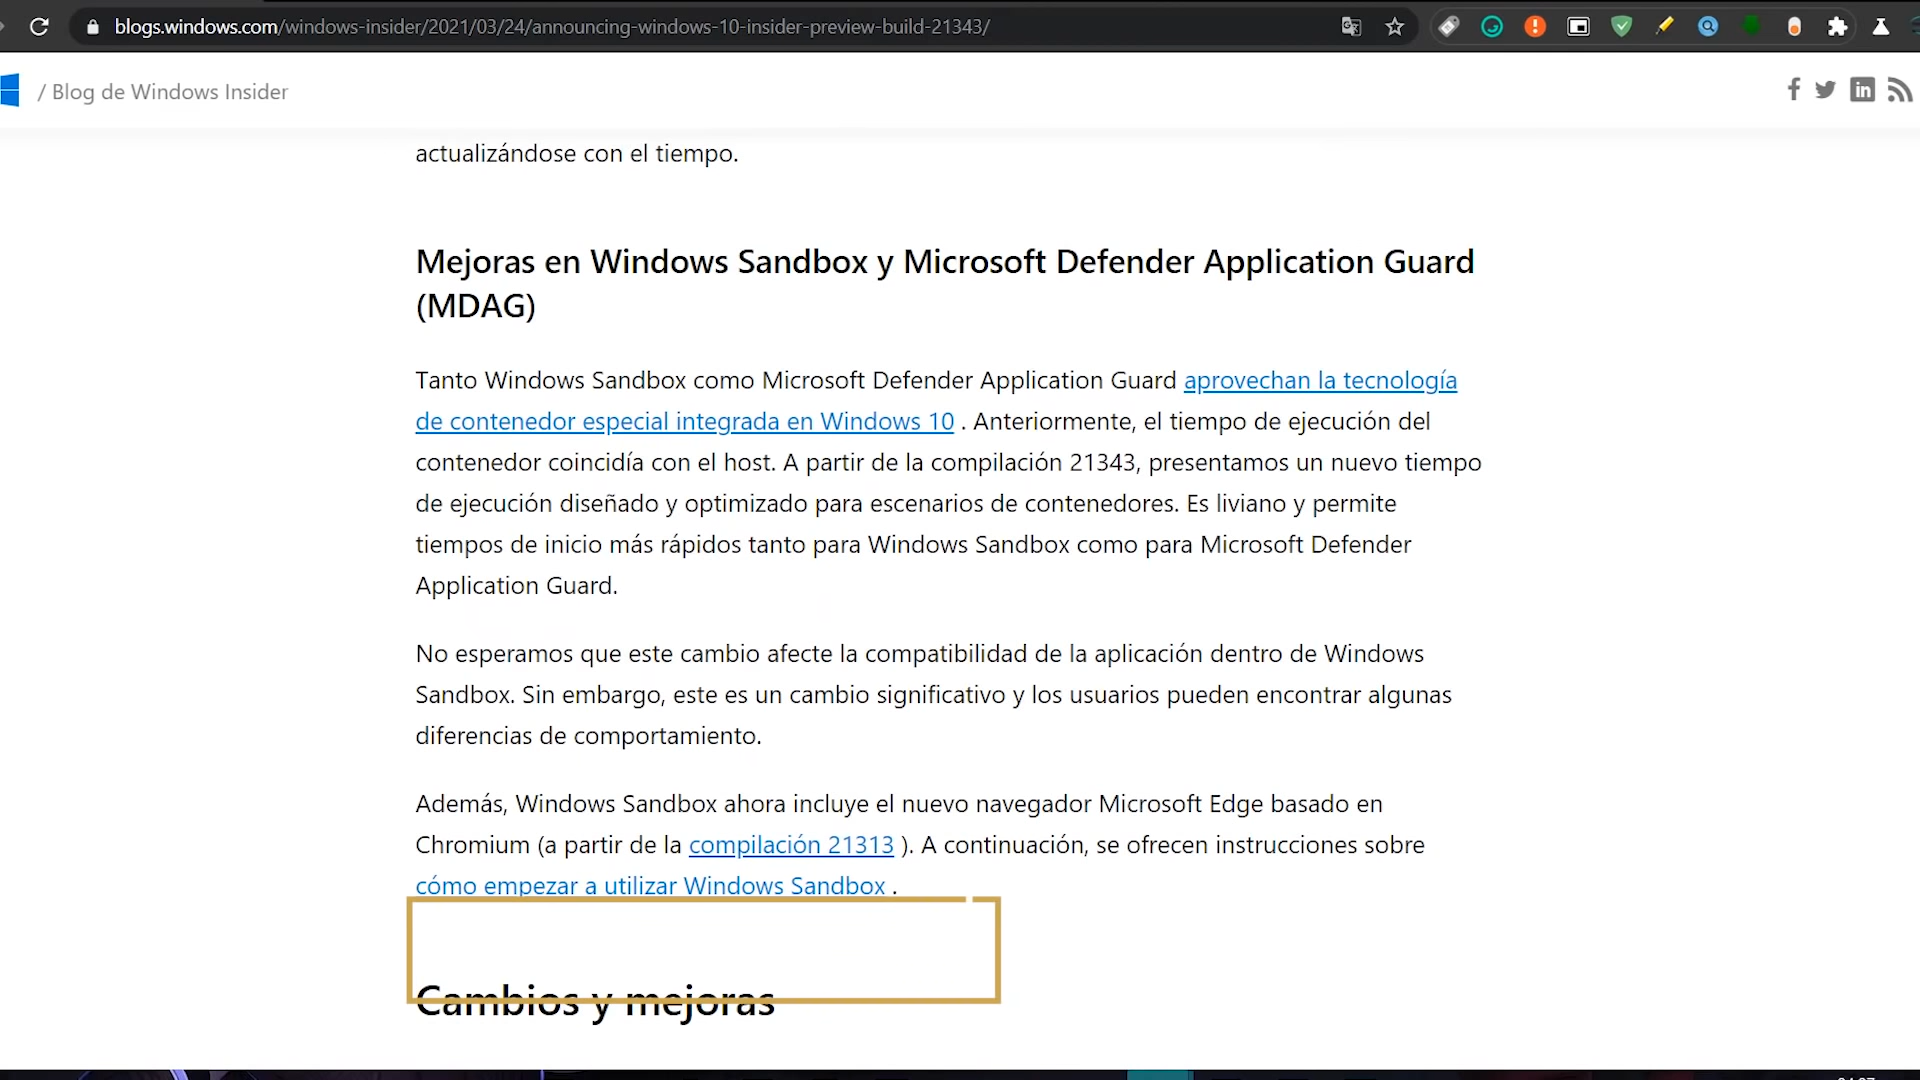 blogs.windows.com/windows-insider/2021/03/24/announcing-windows-10-insider-preview-build-21343/
/ Blog de Windows Insider
actualizándose con el tiempo.
Mejoras en Windows Sandbox y Microsoft Defender Application Guard
(MDAG)
Tanto Windows Sandbox como Microsoft Defender Application Guard aprovechan la tecnología
de contenedor especial integrada en Windows 10 . Anteriormente, el tiempo de ejecución del
contenedor coincidía con el host. A partir de la compilación 21343, presentamos un nuevo tiempo
de ejecución diseñado y optimizado para escenarios de contenedores. Es liviano y permite
tiempos de inicio más rápidos tanto para Windows Sandbox como para Microsoft Defender
Application Guard.
No esperamos que este cambio afecte la compatibilidad de la aplicación dentro de Windows
Sandbox. Sin embargo, este es un cambio significativo y los usuarios pueden encontrar algunas
diferencias de comportamiento.
Además, Windows Sandbox ahora incluye el nuevo navegador Microsoft Edge basado en
Chromium (a partir de la compilación 21313 ). A continuación, se ofrecen instrucciones sobre
cómo empezar a utilizar Windows Sandbox .
Cambios y mejoras